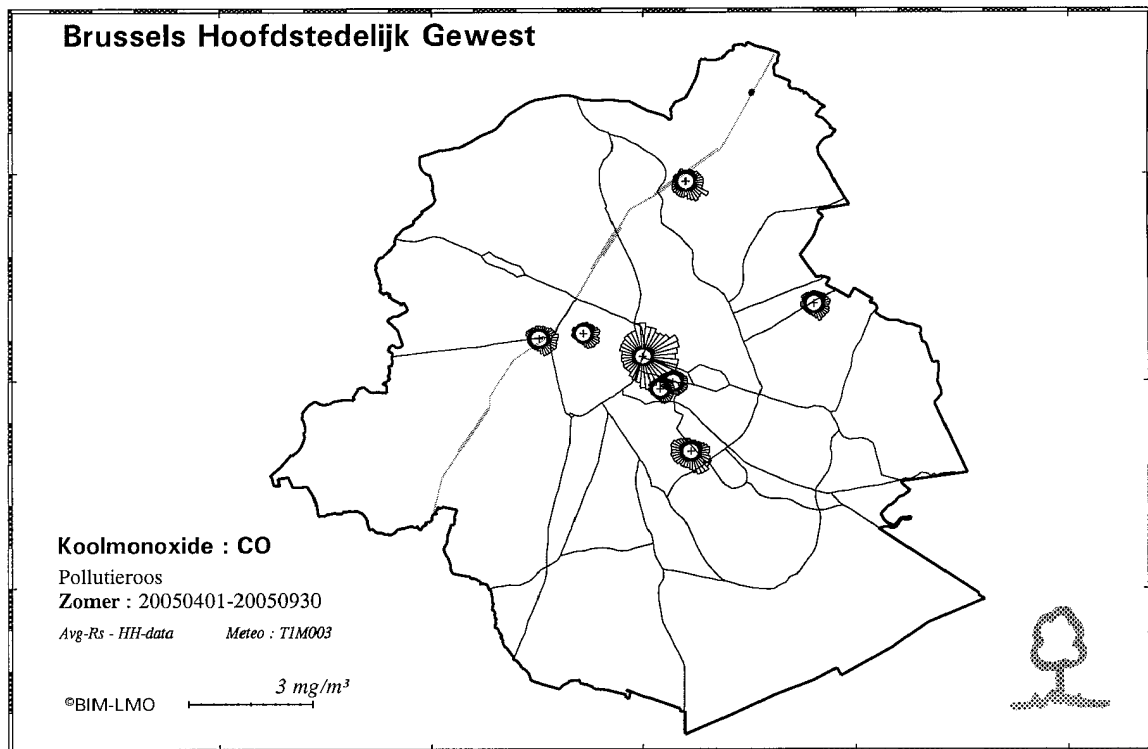 Brussels Hoofdstedelijk Gewest
Koolmonoxide : CO
Pollutieroos
Zomer : 20050401-20050930
Avg-Rs - HH-data Meteo : T1M003
3 mg/m³
©BIM-LMO